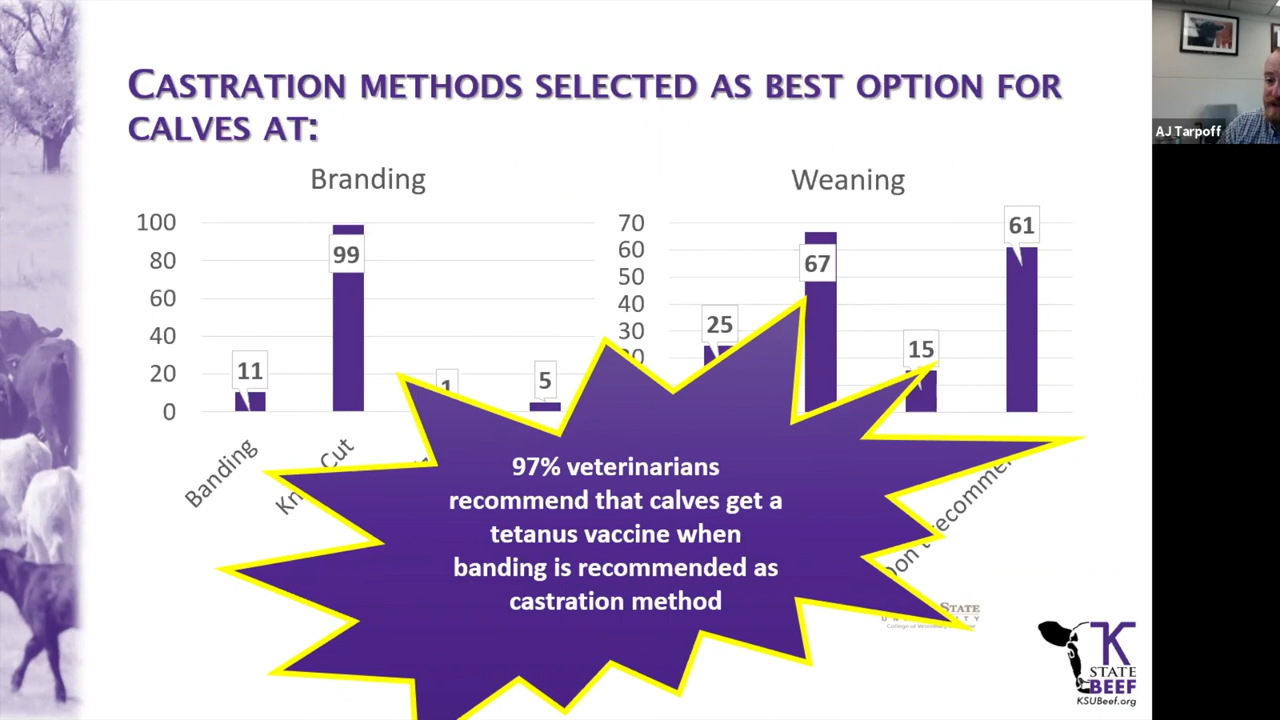 CASTRATION METHODS SELECTED AS BEST OPTION FOR
CALVES AT:
AJ Tarpoff
Branding
100
80
60
40
20
0
11
99
1
5
Banding
Cut
Weaning
70
60
50
40
30
25
67
15
61
97% veterinarians
recommend that calves get a
tetanus vaccine when
banding is recommended as
castration method
STATE
K
STATE
BEEF
KSUBeef.org